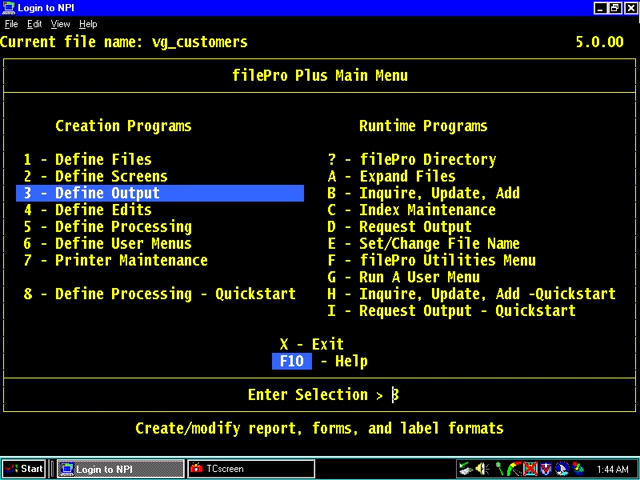 Login to NPI
File Edit View Help
Current file name: vg_customers 5.0.00
filePro Plus Main Menu
Creation Programs Runtime Programs
1 - Define Files ? - filePro Directory
2 - Define Screens A - Expand Files
3 - Define Output B - Inquire, Update, Add
4 - Define Edits C - Index Maintenance
5 - Define Processing D - Request Output
6 - Define User Menus E - Set/Change File Name
7 - Printer Maintenance F - filePro Utilities Menu
G - Run A User Menu
8 - Define Processing - Quickstart H - Inquire, Update, Add -Quickstart
I - Request Output - Quickstart
X - Exit
F10 - Help
Enter Selection > 3
Create/modify report, forms, and label formats
Start Login to NPI TCscreen 1:44 AM